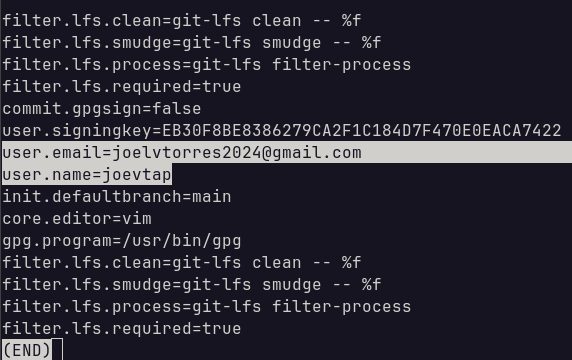 filter.lfs.clean=git-lfs clean -- %f
filter.lfs.smudge=git-lfs smudge -- %f
filter.lfs.process=git-lfs filter-process
filter.lfs.required=true
commit.gpgsign=false
user.signingkey=EB30F8BE8386279CA2F1C184D7F470E0EACA7422
user.email=joelvtorres2024@gmail.com
user.name=joevtap
init.defaultbranch=main
core.editor=vim
gpg.program=/usr/bin/gpg
filter.lfs.clean=git-lfs clean -- %f
filter.lfs.smudge=git-lfs smudge -- %f
filter.lfs.process=git-lfs filter-process
filter.lfs.required=true
(END)